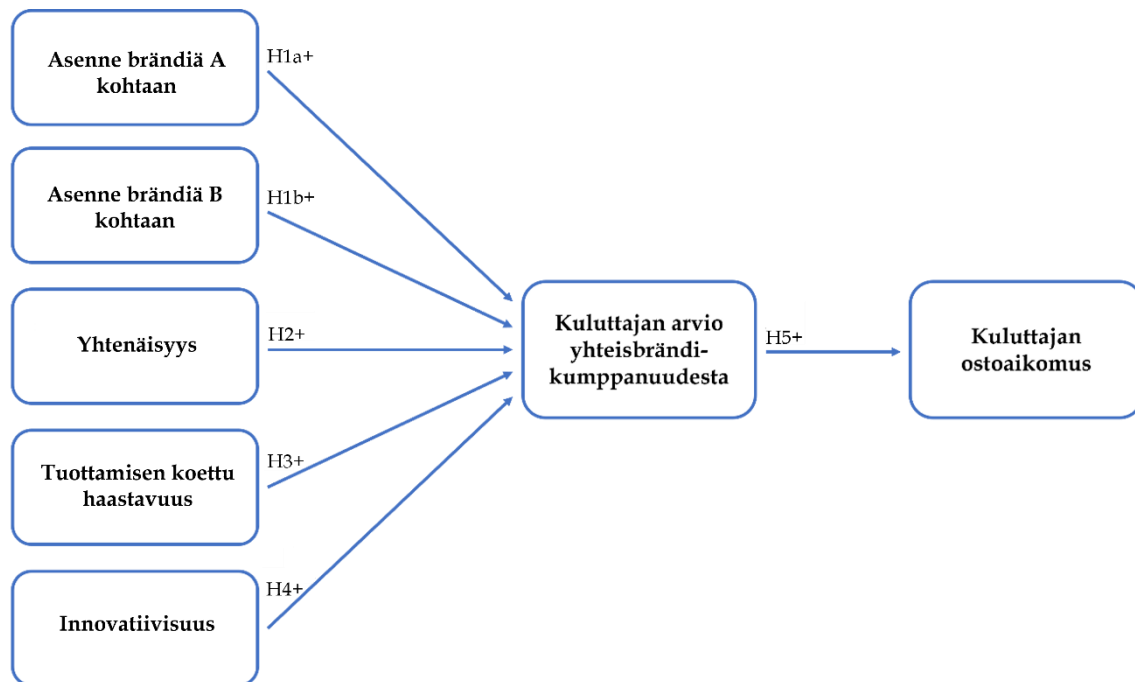 Asenne brändiä A
kohtaan
H1a+
Asenne brändiä B
kohtaan
H1b+
Yhtenäisyys
H2+
Tuottamisen koettu
haastavuus
H3+
Innovatiivisuus
H4+
Kuluttajan arvio
yhteisbrändi-
kumppanuudesta
H5+
Kuluttajan
ostoaikomus